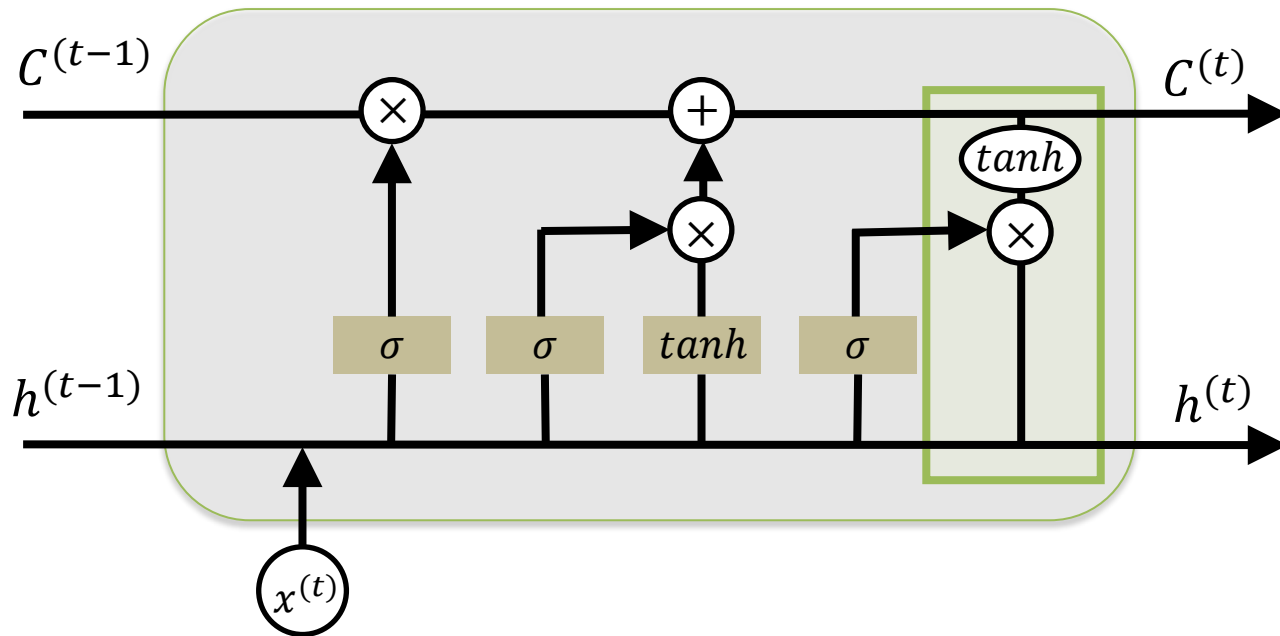 C^(t−1)
C^(t)
×
+
tanh
×
×
σ
σ
tanh
σ
h^(t−1)
h^(t)
x^(t)